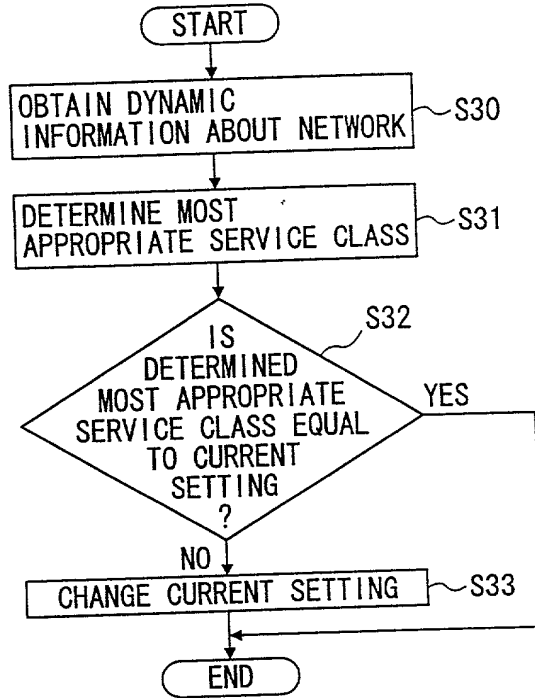 START
OBTAIN DYNAMIC
INFORMATION ABOUT NETWORK
S30
DETERMINE MOST
APPROPRIATE SERVICE CLASS
S31
S32
IS
DETERMINED
MOST APPROPRIATE
SERVICE CLASS EQUAL
TO CURRENT
SETTING
?
YES
NO
CHANGE CURRENT SETTING
S33
END